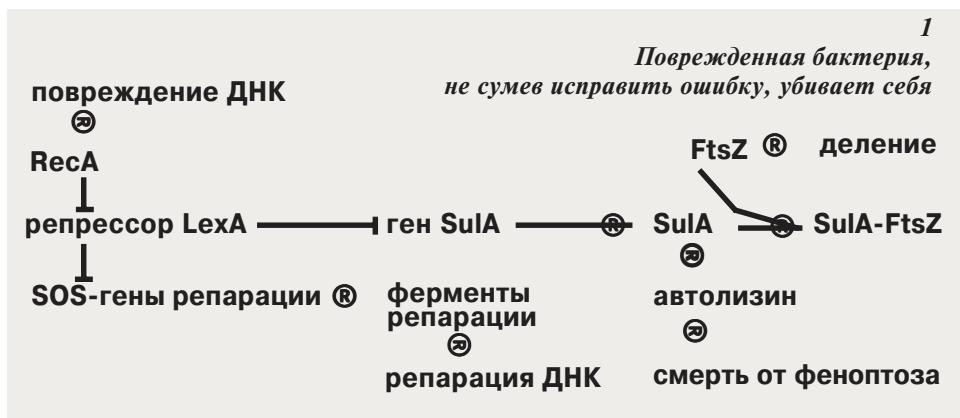 1
Поврежденная бактерия,
не сумев исправить ошибку, убивает себя
повреждение ДНК
®
RecA
FtsZ ® деление
репрессор LexA
ген SulA
®
SulA
®
SulA-FtsZ
®
SOS-гены репарации ®
ферменты
репарации
®
репарация ДНК
автолизин
®
смерть от феноптоза